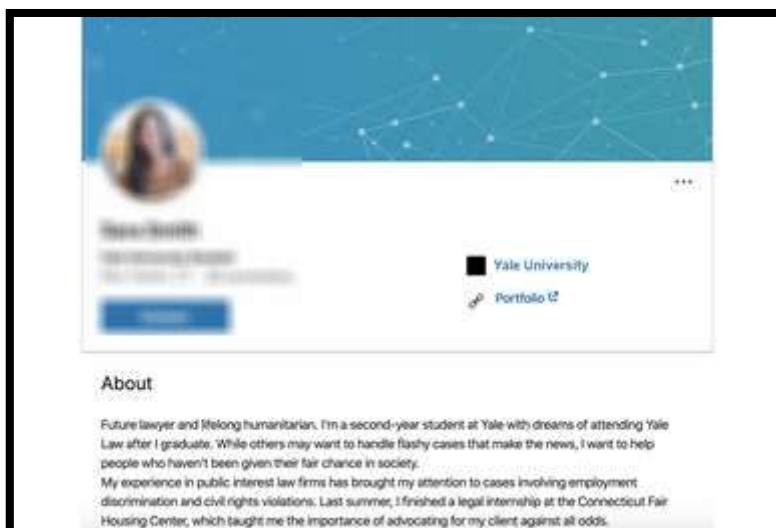 Yale University
Portfolio
About
Future lawyer and lifelong humanitarian. I'm a second-year student at Yale with dreams of attending Yale
Law after I graduate. While others may want to handle flashy cases that make the news, I want to help
people who haven't been given their fair chance in society.
My experience in public interest law firms has brought my attention to cases involving employment
discrimination and civil rights violations. Last summer, I finished a legal internship at the Connecticut Fair
Housing Center, which taught me the importance of advocating for my client against all odds.